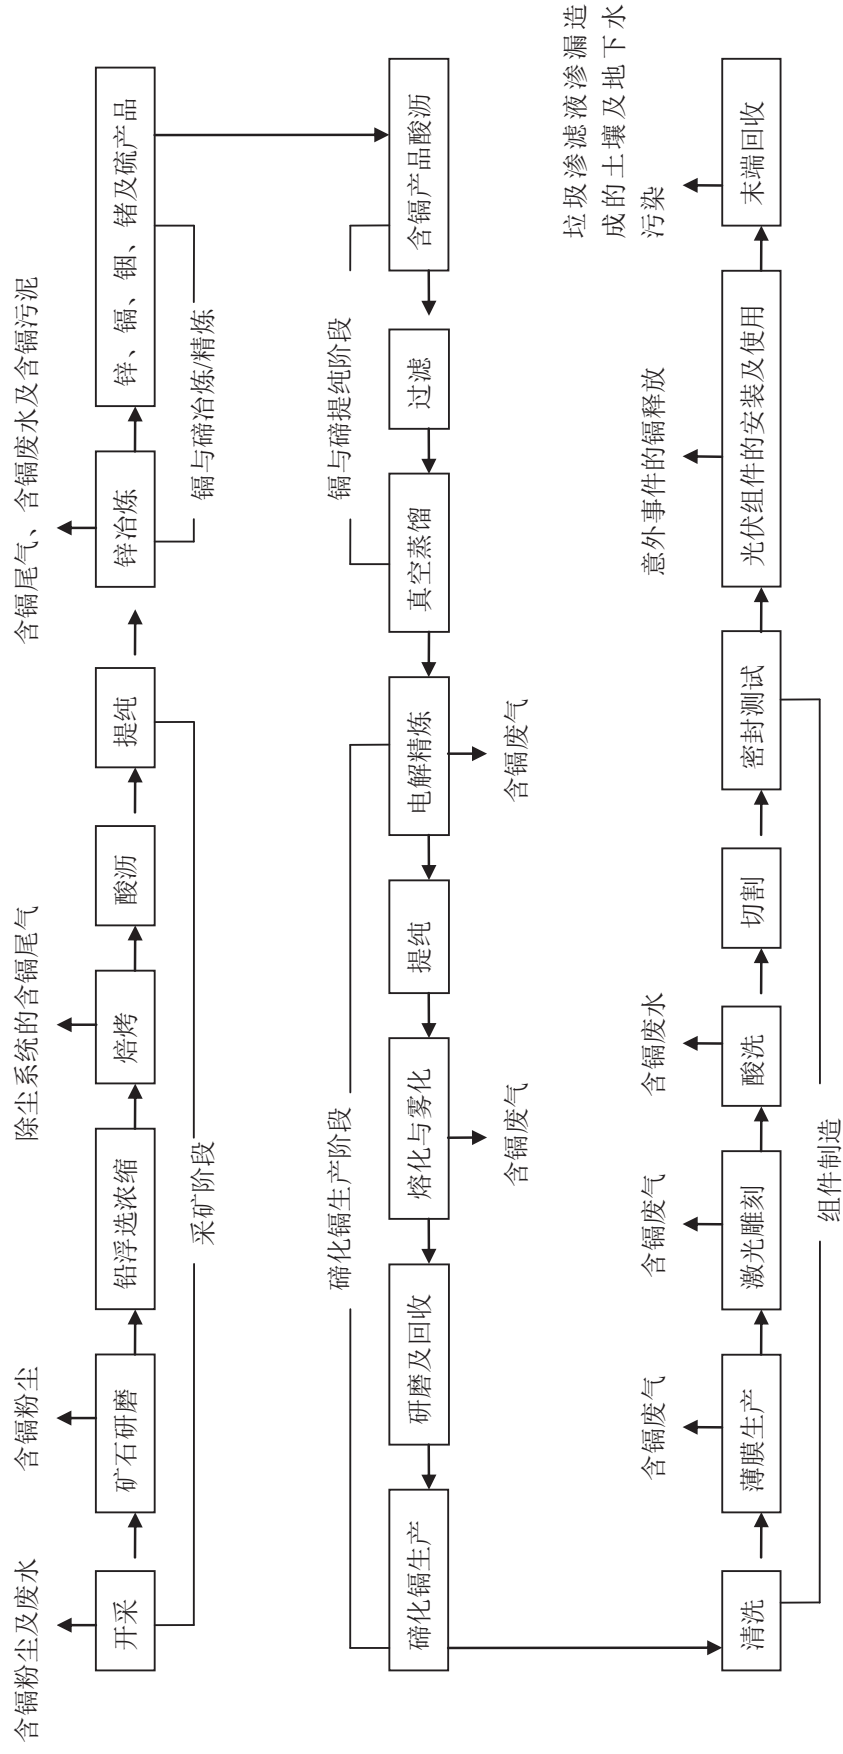 含镉粉尘及废水
含镉粉尘
除尘系统的含镉尾气
含镉尾气、含镉废水及含镉污泥
开采
矿石研磨
铅浮选浓缩
焙烤
酸沥
提纯
锌冶炼
锌、镉、铟、锗及硫产品
采矿阶段
镉与碲冶炼/精炼
含镉产品酸沥
过滤
真空蒸馏
电解精炼
提纯
熔化与雾化
研磨及回收
碲化镉生产
镉与碲提纯阶段
碲化镉生产阶段
含镉废气
含镉废气
清洗
薄膜生产
激光雕刻
酸洗
切割
密封测试
光伏组件的安装及使用
末端回收
含镉废气
含镉废气
含镉废水
意外事件的镉释放
垃圾渗滤液渗漏造
成的土壤及地下水
污染
组件制造